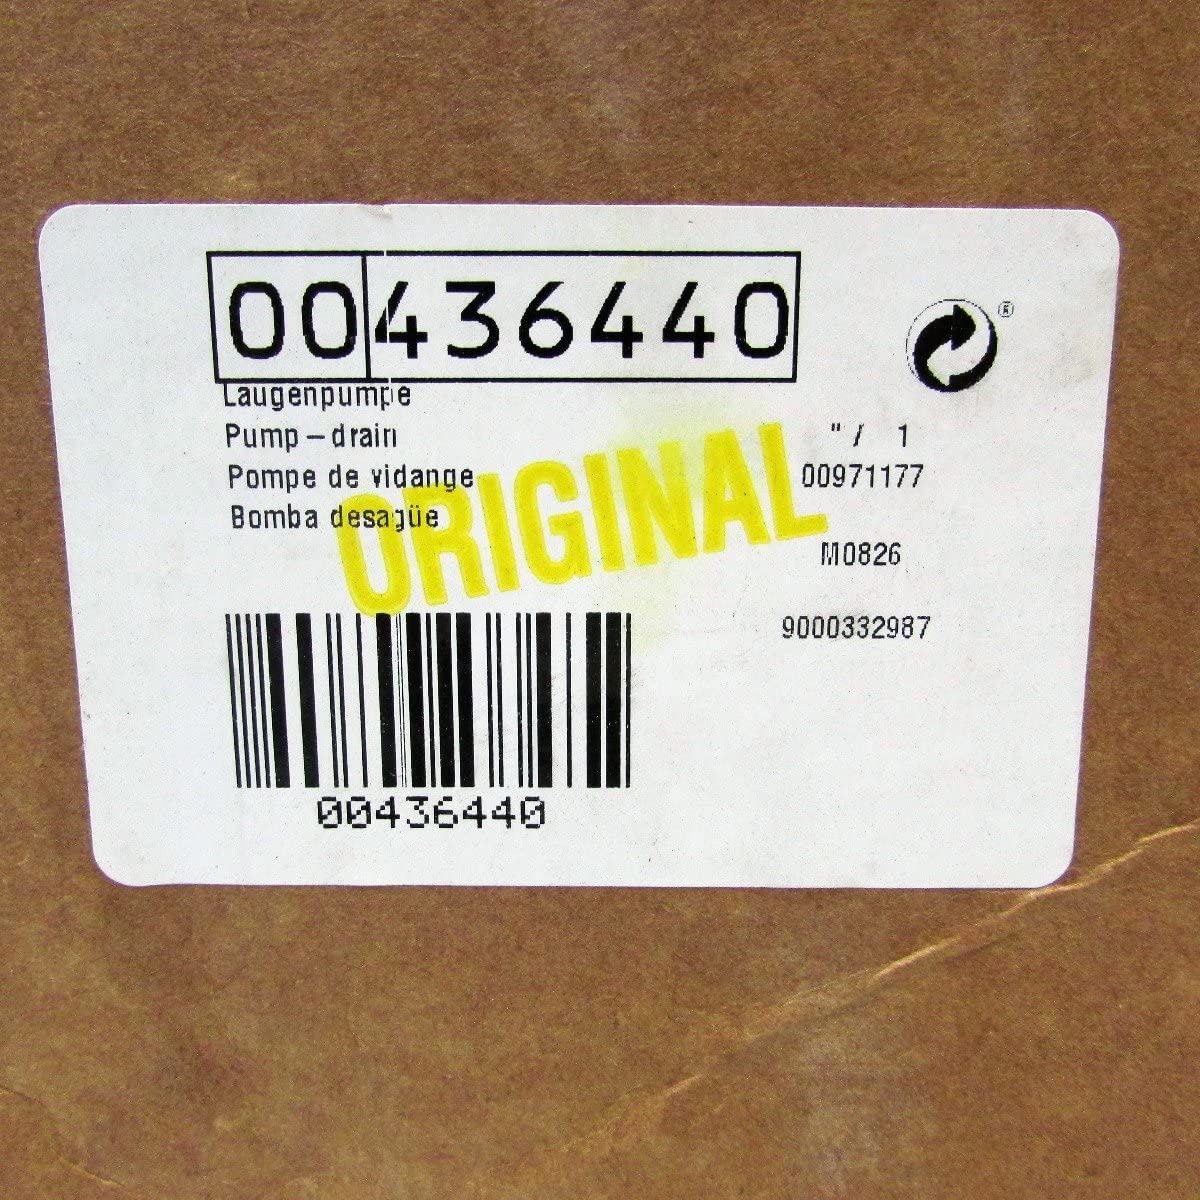 00436440
®
Laugenpumpe
Pump-drain
Pompe de vidange
Bomba desagüe
ORIGINAL
"/ 1
00971177
M0826
9000332987
00436440